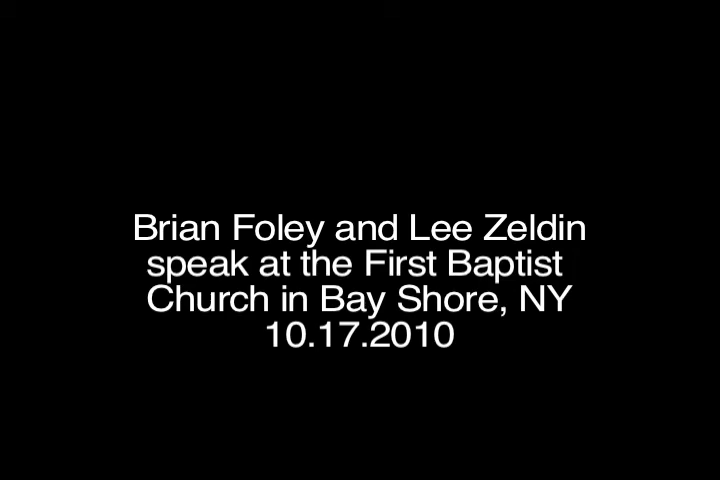 Brian Foley and Lee Zeldin
speak at the First Baptist
Church in Bay Shore, NY
10.17.2010